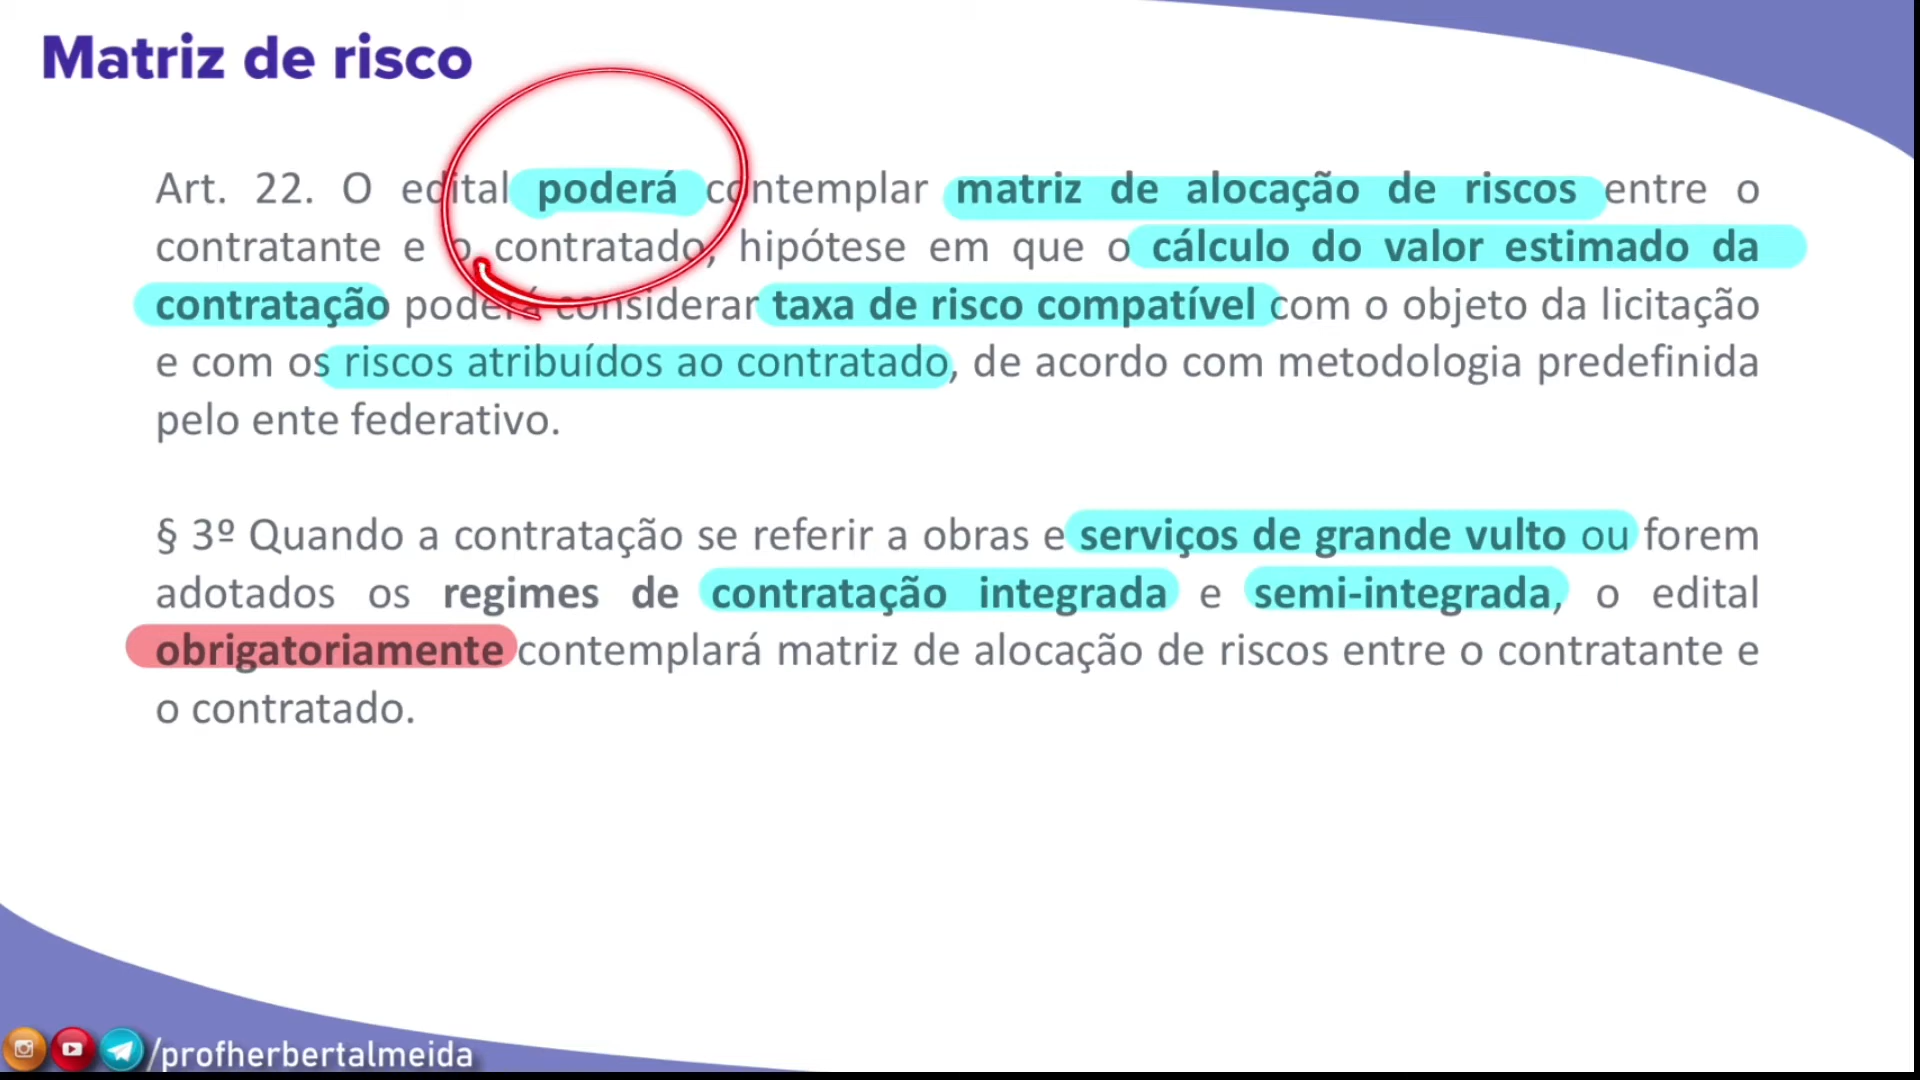 Matriz de risco
Art. 22. O edital poderá contemplar matriz de alocação de riscos entre o
contratante e o contratado, hipótese em que o cálculo do valor estimado da
contratação poderá considerar taxa de risco compatível com o objeto da licitação
e com os riscos atribuídos ao contratado, de acordo com metodologia predefinida
pelo ente federativo.
§ 3º Quando a contratação se referir a obras e serviços de grande vulto ou forem
adotados os regimes de contratação integrada e semi-integrada, o edital
obrigatoriamente contemplará matriz de alocação de riscos entre o contratante e
o contratado.
/profherbertalmeida